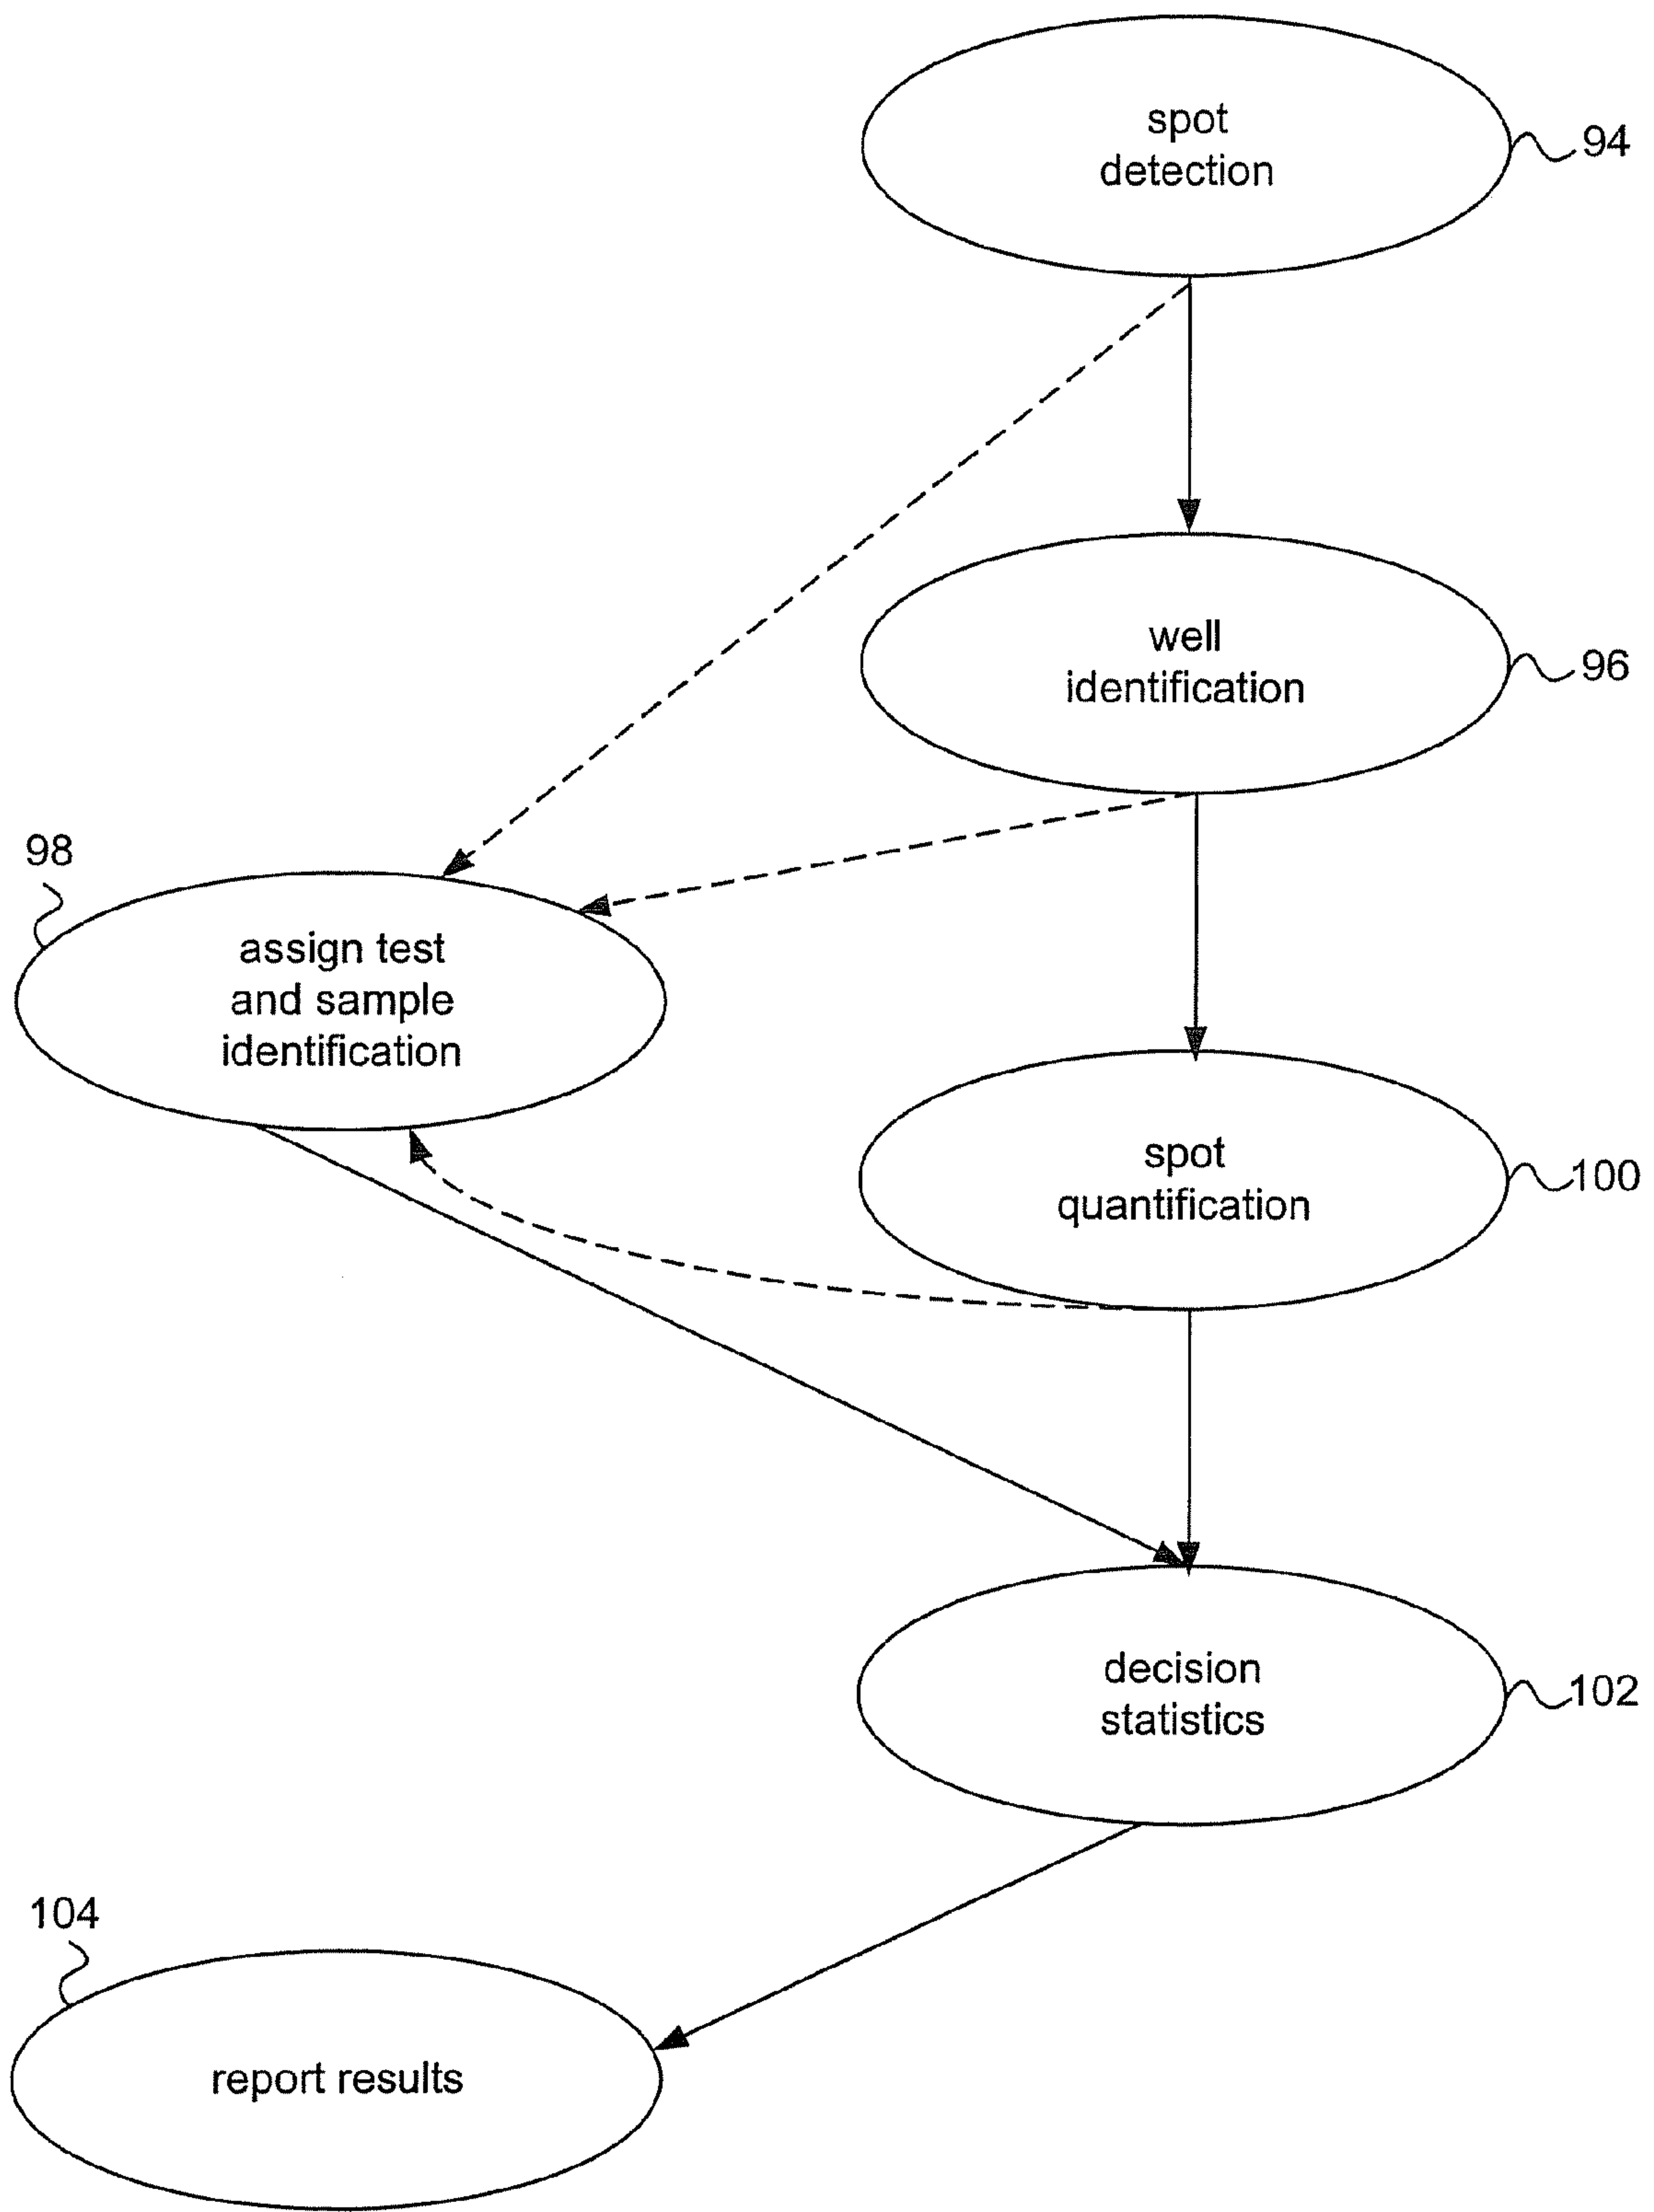 spot
detection
94
well
identification
96
98
assign test
and sample
identification
spot
quantification
100
decision
statistics
102
104
report results